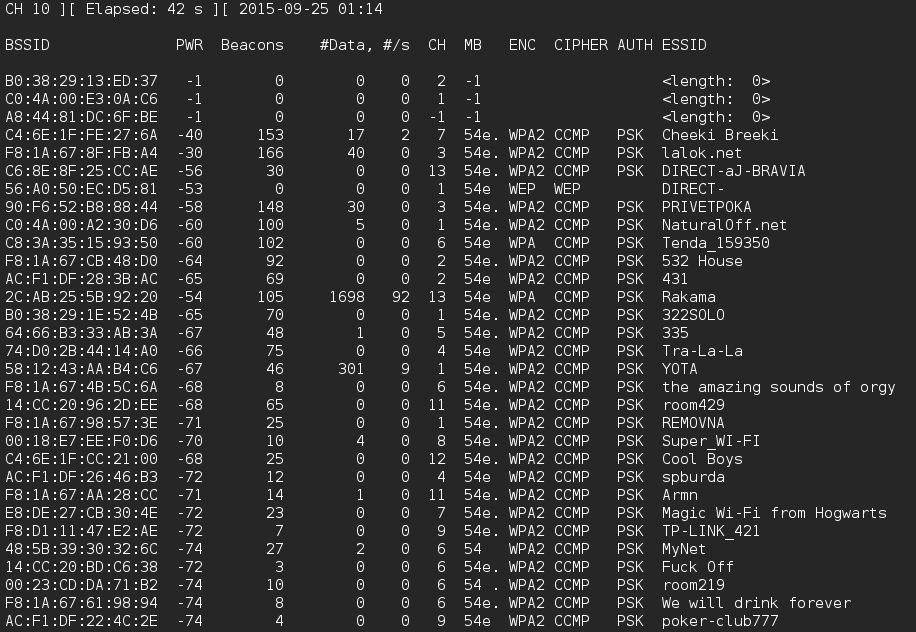 CH 10 ][ Elapsed: 42 s ][ 2015-09-25 01:14
BSSID PWR Beacons #Data, #/s CH MB ENC CIPHER AUTH ESSID
B0:38:29:13:ED:37 -1 0 0 0 2 -1 <length: 0>
C0:4A:00:E3:0A:C6 -1 0 0 0 1 -1 <length: 0>
A8:44:81:DC:6F:BE -1 0 0 0 -1 -1 <length: 0>
C4:6E:1F:FE:27:6A -40 153 17 2 7 54e. WPA2 CCMP PSK Cheeki Breeki
F8:1A:67:8F:FB:A4 -30 166 40 0 3 54e. WPA2 CCMP PSK lalok.net
C6:8E:8F:25:CC:AE -56 30 0 0 13 54e. WPA2 CCMP PSK DIRECT-aJ-BRAVIA
56:A0:50:EC:D5:81 -53 0 0 0 1 54e WEP WEP DIRECT-
90:F6:52:B8:88:44 -58 148 30 0 3 54e. WPA2 CCMP PSK PRIVETPOKA
C0:4A:00:A2:30:D6 -60 100 5 0 1 54e. WPA2 CCMP PSK NaturalOff.net
C8:3A:35:15:93:50 -60 102 0 0 6 54e WPA CCMP PSK Tenda_159350
F8:1A:67:CB:48:D0 -64 92 0 0 2 54e. WPA2 CCMP PSK 532 House
AC:F1:DF:28:3B:AC -65 69 0 0 2 54e WPA2 CCMP PSK 431
2C:AB:25:5B:92:20 -54 105 1698 92 13 54e WPA CCMP PSK Rakama
B0:38:29:1E:52:4B -65 70 0 0 1 54e WPA2 CCMP PSK 322SOLO
64:66:B3:33:AB:3A -67 48 1 0 5 54e. WPA2 CCMP PSK 335
74:D0:2B:44:14:A0 -66 75 0 0 4 54e WPA2 CCMP PSK Tra-La-La
58:12:43:AA:B4:C6 -67 46 301 9 1 54e WPA2 CCMP PSK YOTA
F8:1A:67:4B:5C:6A -68 8 0 0 6 54e. WPA2 CCMP PSK the amazing sounds of orgy
14:CC:20:96:2D:EE -68 65 0 0 11 54e. WPA2 CCMP PSK room429
F8:1A:67:98:57:3E -71 25 0 0 1 54e. WPA2 CCMP PSK REMOVNA
00:18:E7:EE:F0:D6 -70 10 4 0 8 54e. WPA2 CCMP PSK Super_WI-FI
C4:6E:1F:CC:21:00 -68 25 0 0 12 54e. WPA2 CCMP PSK Cool Boys
AC:F1:DF:26:46:B3 -72 12 0 0 4 54e WPA2 CCMP PSK spburda
F8:1A:67:AA:28:CC -71 14 1 0 11 54e. WPA2 CCMP PSK Armn
E8:DE:27:CB:30:4E -72 23 0 0 7 54e. WPA2 CCMP PSK Magic Wi-Fi from Hogwarts
F8:D1:11:47:E2:AE -72 7 0 0 9 54e. WPA2 CCMP PSK TP-LINK_421
48:5B:39:30:32:6C -74 27 2 0 6 54 WPA2 CCMP PSK MyNet
14:CC:20:BD:C6:38 -72 3 0 0 6 54e. WPA2 CCMP PSK Fuck Off
00:23:CD:DA:71:B2 -74 10 0 0 6 54 . WPA2 CCMP PSK room219
F8:1A:67:61:98:94 -74 8 0 0 6 54e. WPA2 CCMP PSK We will drink forever
AC:F1:DF:22:4C:2E -74 4 0 0 9 54e WPA2 CCMP PSK poker-club777